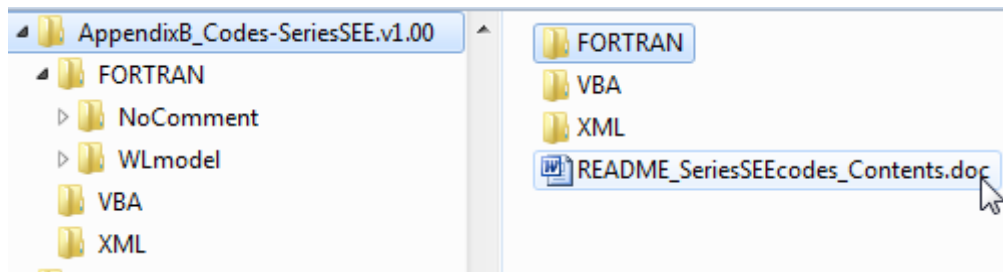 AppendixB_Codes-SeriesSEE.v1.00
FORTRAN
NoComment
WLmodel
VBA
XML
FORTRAN
VBA
XML
README_SeriesSEEcodes_Contents.doc